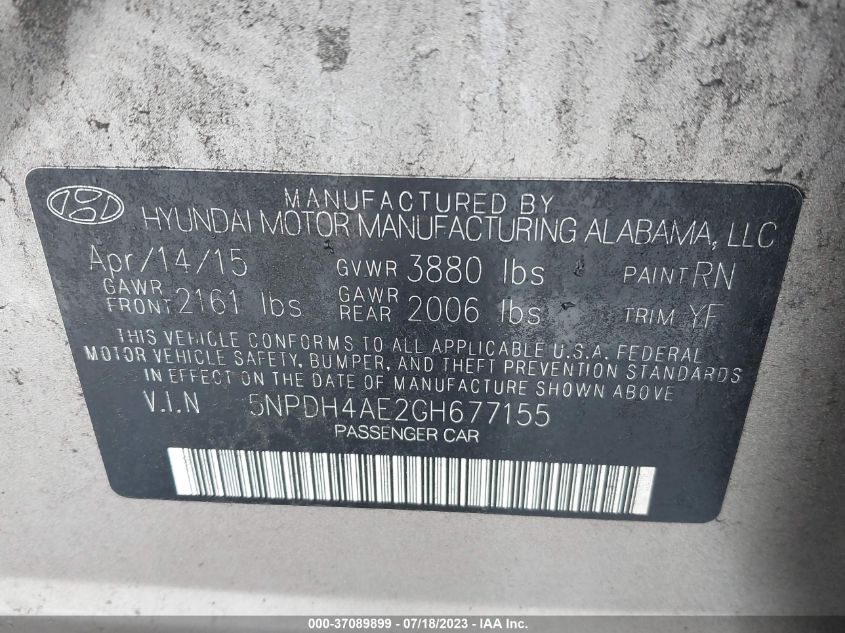 MANUFACTURED BY
HYUNDAI MOTOR MANUFACTURING ALABAMA, LLC
Apr/14/15 GVWR 3880 lbs PAINT RN
GAWR FRONT 2161 lbs GAWR REAR 2006 lbs TRIM YF
THIS VEHICLE CONFORMS TO ALL APPLICABLE U.S.A. FEDERAL
MOTOR VEHICLE SAFETY, BUMPER, AND THEFT PREVENTION STANDARDS
IN EFFECT ON THE DATE OF MANUFACTURE SHOWN ABOVE
V.I.N 5NPDH4AE2GH677155
PASSENGER CAR
000-37089899 - 07/18/2023 - © IAA Holdings, LLC.